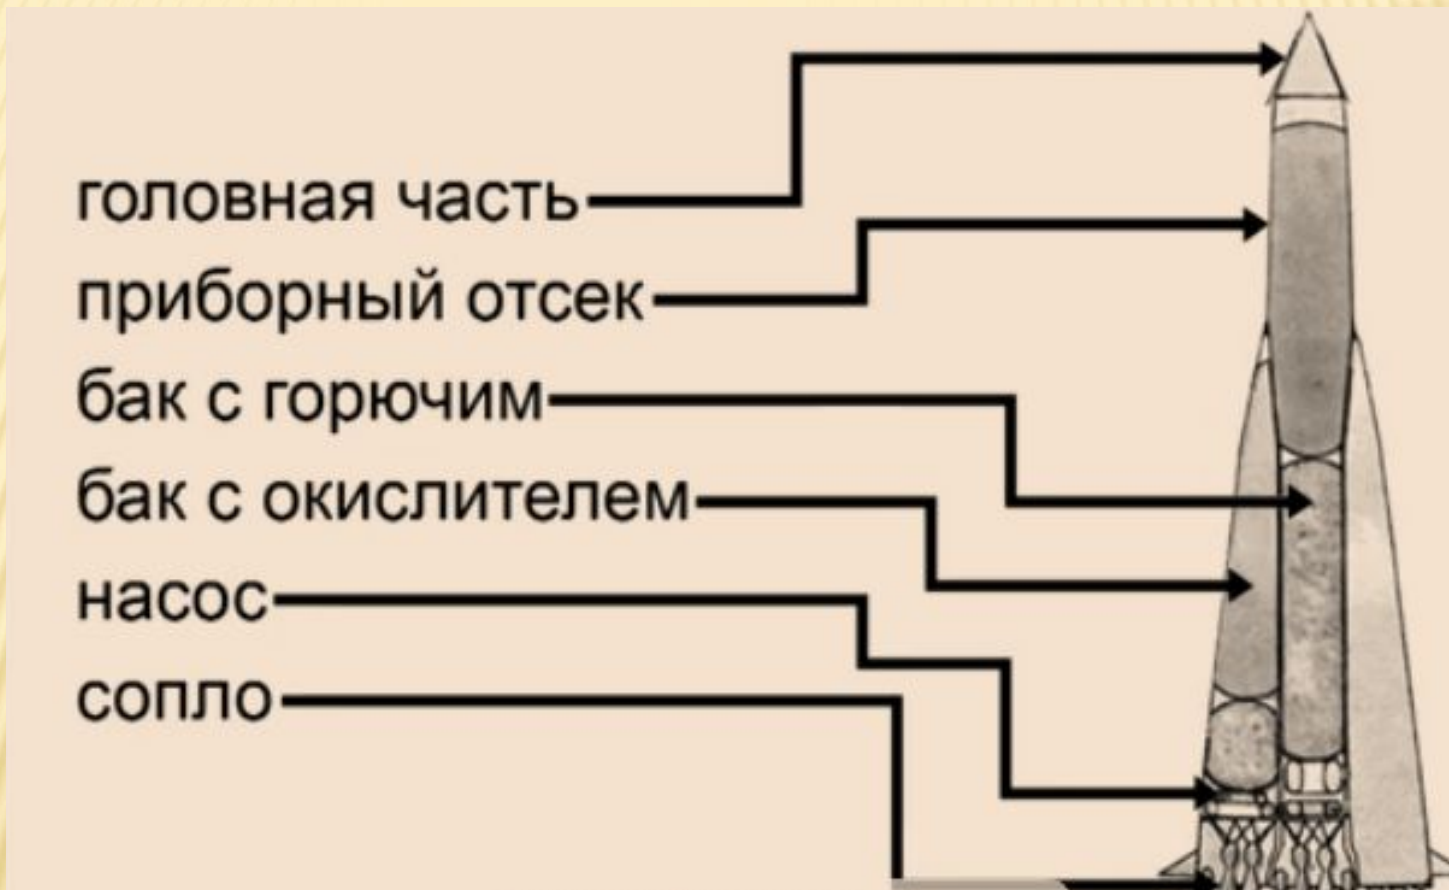 головная часть
приборный отсек
бак с горючим
бак с окислителем
насос
сопло